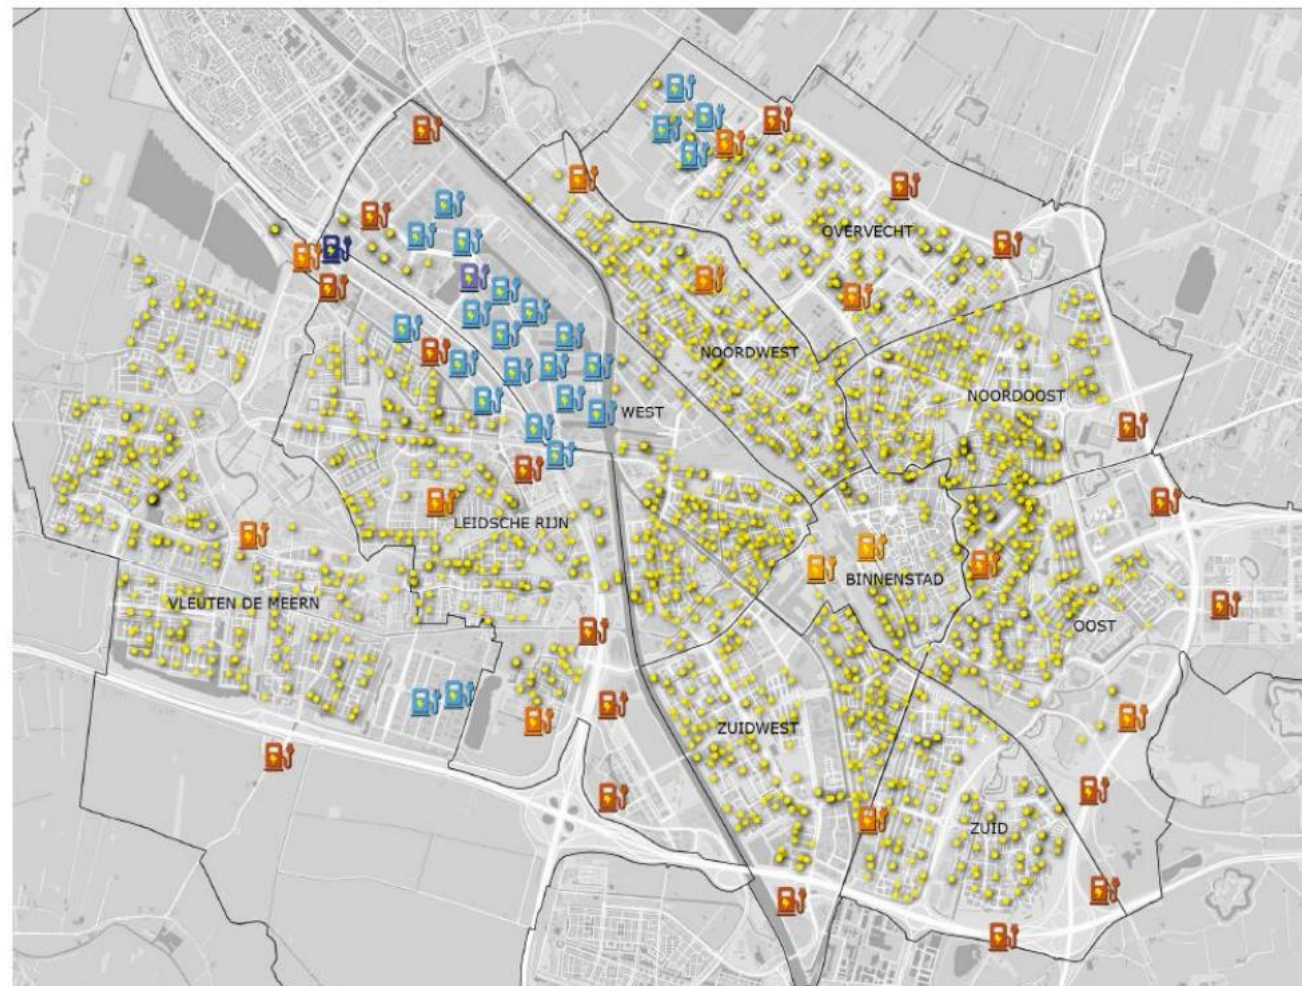 OVERVECHT
NOORDWEST
NOORDOOST
WEST
LEIDSCHE RIJN
BINNENSTAD
VLEUTEN DE MEERN
OOST
ZUIDWEST
ZUID